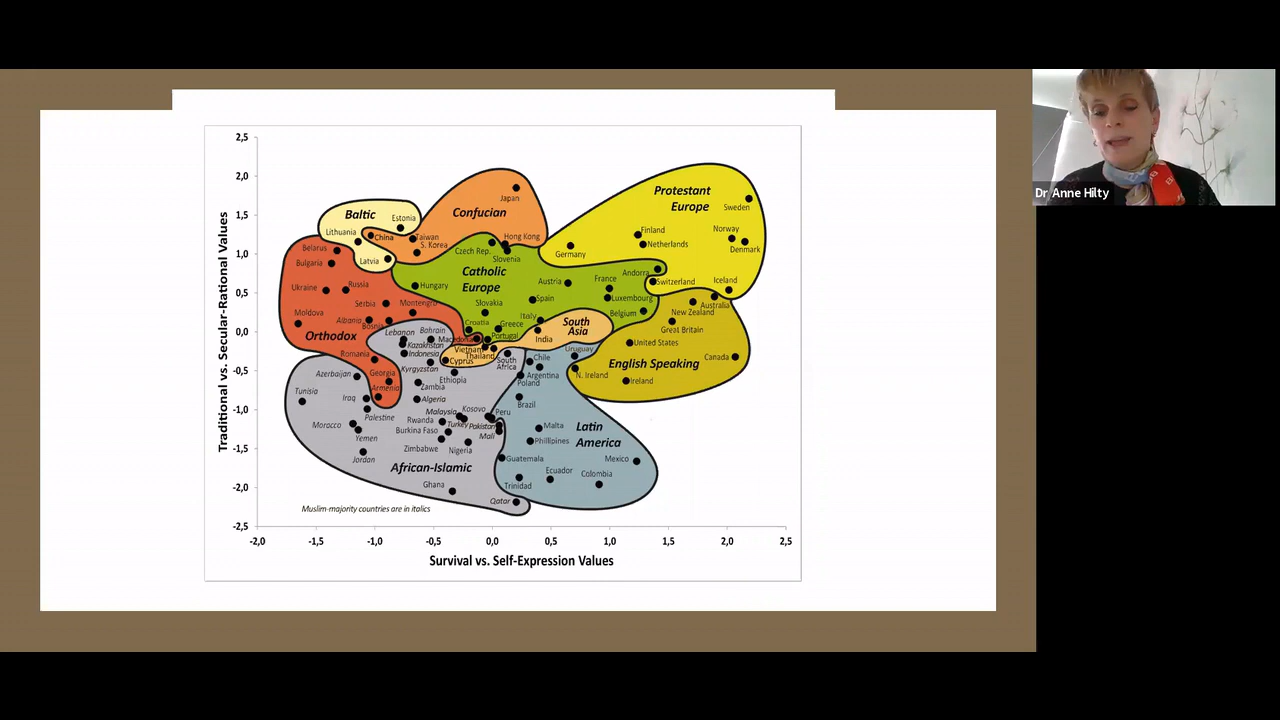 Dr Anne Hilty
2,5
2,0
1,5
1,0
0,5
0,0
-0,5
-1,0
-1,5
-2,0
-2,5
Traditional vs. Secular-Rational Values
Protestant
Europe
Sweden
Norway
Denmark
Finland
Netherlands
Germany
Switzerland
Iceland
Confucian
Japan
Hong Kong
Taiwan
S. Korea
China
Baltic
Estonia
Lithuania
Latvia
Catholic
Europe
Czech Rep.
Slovenia
Andorra
Austria
France
Luxembourg
Belgium
Spain
Italy
Hungary
Slovakia
Croatia
Greece
Portugal
Orthodox
Belarus
Bulgaria
Ukraine
Russia
Serbia
Montenegro
Moldova
Albania
Bosnia
Macedonia
Romania
Georgia
Armenia
South
Asia
India
Vietnam
Thailand
Cyprus
English Speaking
Australia
New Zealand
Great Britain
United States
Canada
N. Ireland
Ireland
Latin
America
Uruguay
Chile
Argentina
Poland
Brazil
Peru
Malta
Phillipines
Guatemala
Mexico
Ecuador
Colombia
Trinidad
African-Islamic
Lebanon
Bahrain
Kazakhstan
Indonesia
Kyrgyzstan
Ethiopia
South
Africa
Azerbaijan
Zambia
Algeria
Tunisia
Iraq
Palestine
Morocco
Yemen
Jordan
Malaysia
Kosovo
Rwanda
Turkey
Pakistan
Burkina Faso
Mali
Zimbabwe
Nigeria
Ghana
Qatar
Muslim-majority countries are in italics
-2,0 -1,5 -1,0 -0,5 0,0 0,5 1,0 1,5 2,0 2,5
Survival vs. Self-Expression Values